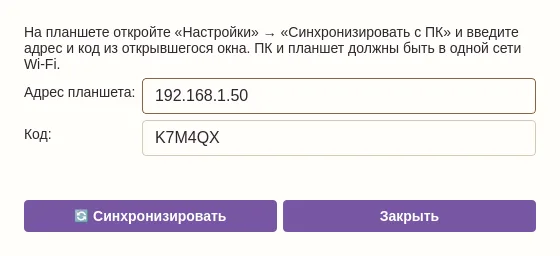 На планшете откройте «Настройки» → «Синхронизировать с ПК» и введите
адрес и код из открывшегося окна. ПК и планшет должны быть в одной сети
Wi-Fi.
Адрес планшета: 192.168.1.50
Код: K7M4QX
🔄 Синхронизировать Закрыть